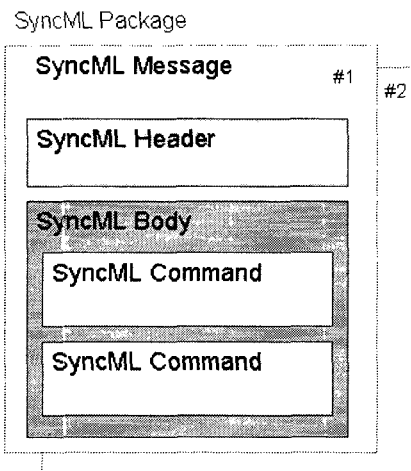 SyncML Package
SyncML Message
#1
#2
SyncML Header
SyncML Body
SyncML Command
SyncML Command